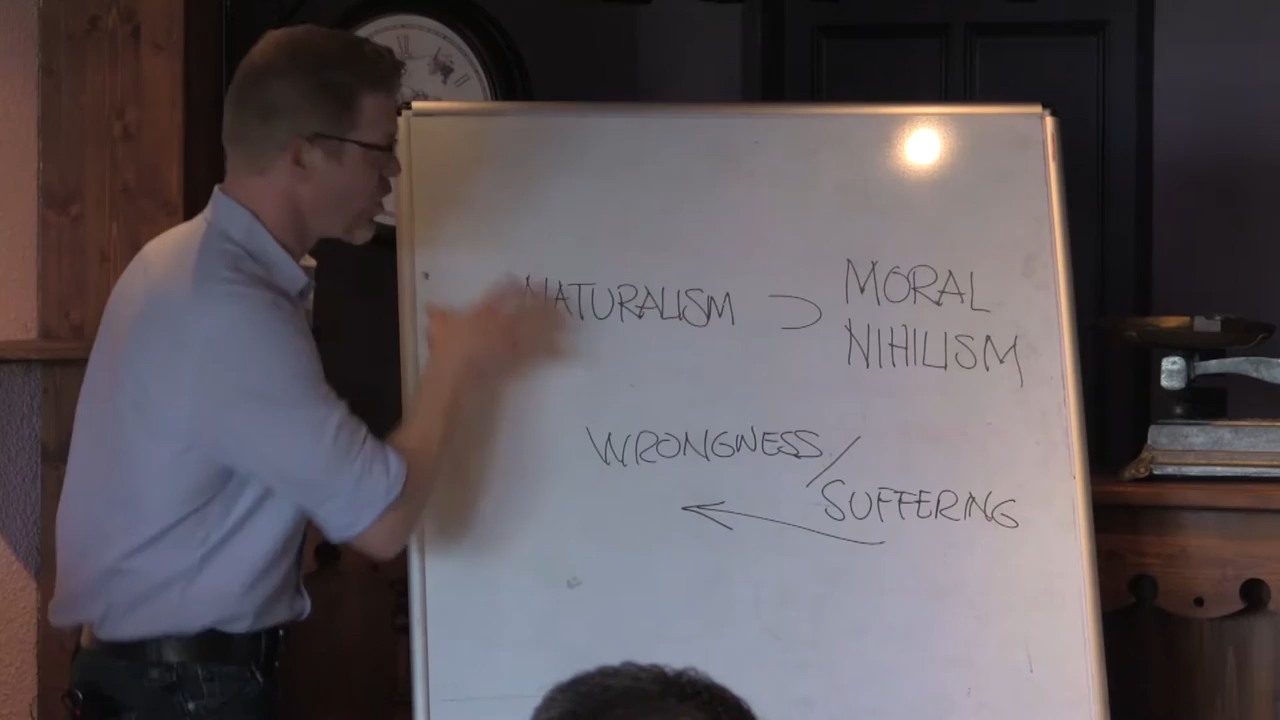 NATURALISM ⊃ MORAL
NIHILISM
WRONGNESS/
SUFFERING